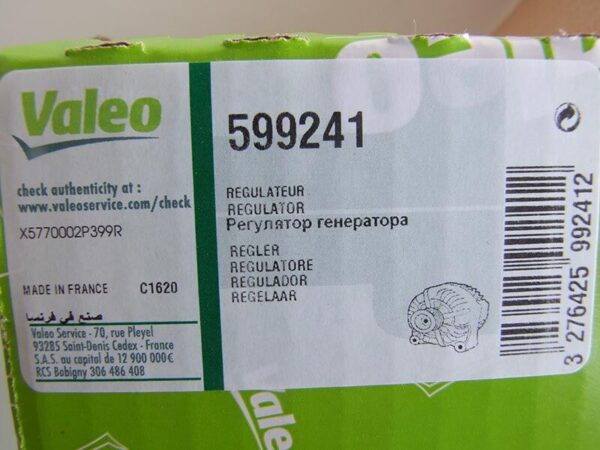 Valeo
check authenticity at :
www.valeoservice.com/check
X5770002P399R
MADE IN FRANCE C1620
صنع في فرنسا
Valeo Service - 70, rue Pleyel
93285 Saint-Denis Cedex - France
S.A.S. au capital de 12 900 000€
RCS Bobigny 306 486 408
599241
REGULATEUR
REGULATOR
Регулятор генератора
REGLER
REGULATORE
REGULADOR
REGELAAR
3 276425 992412